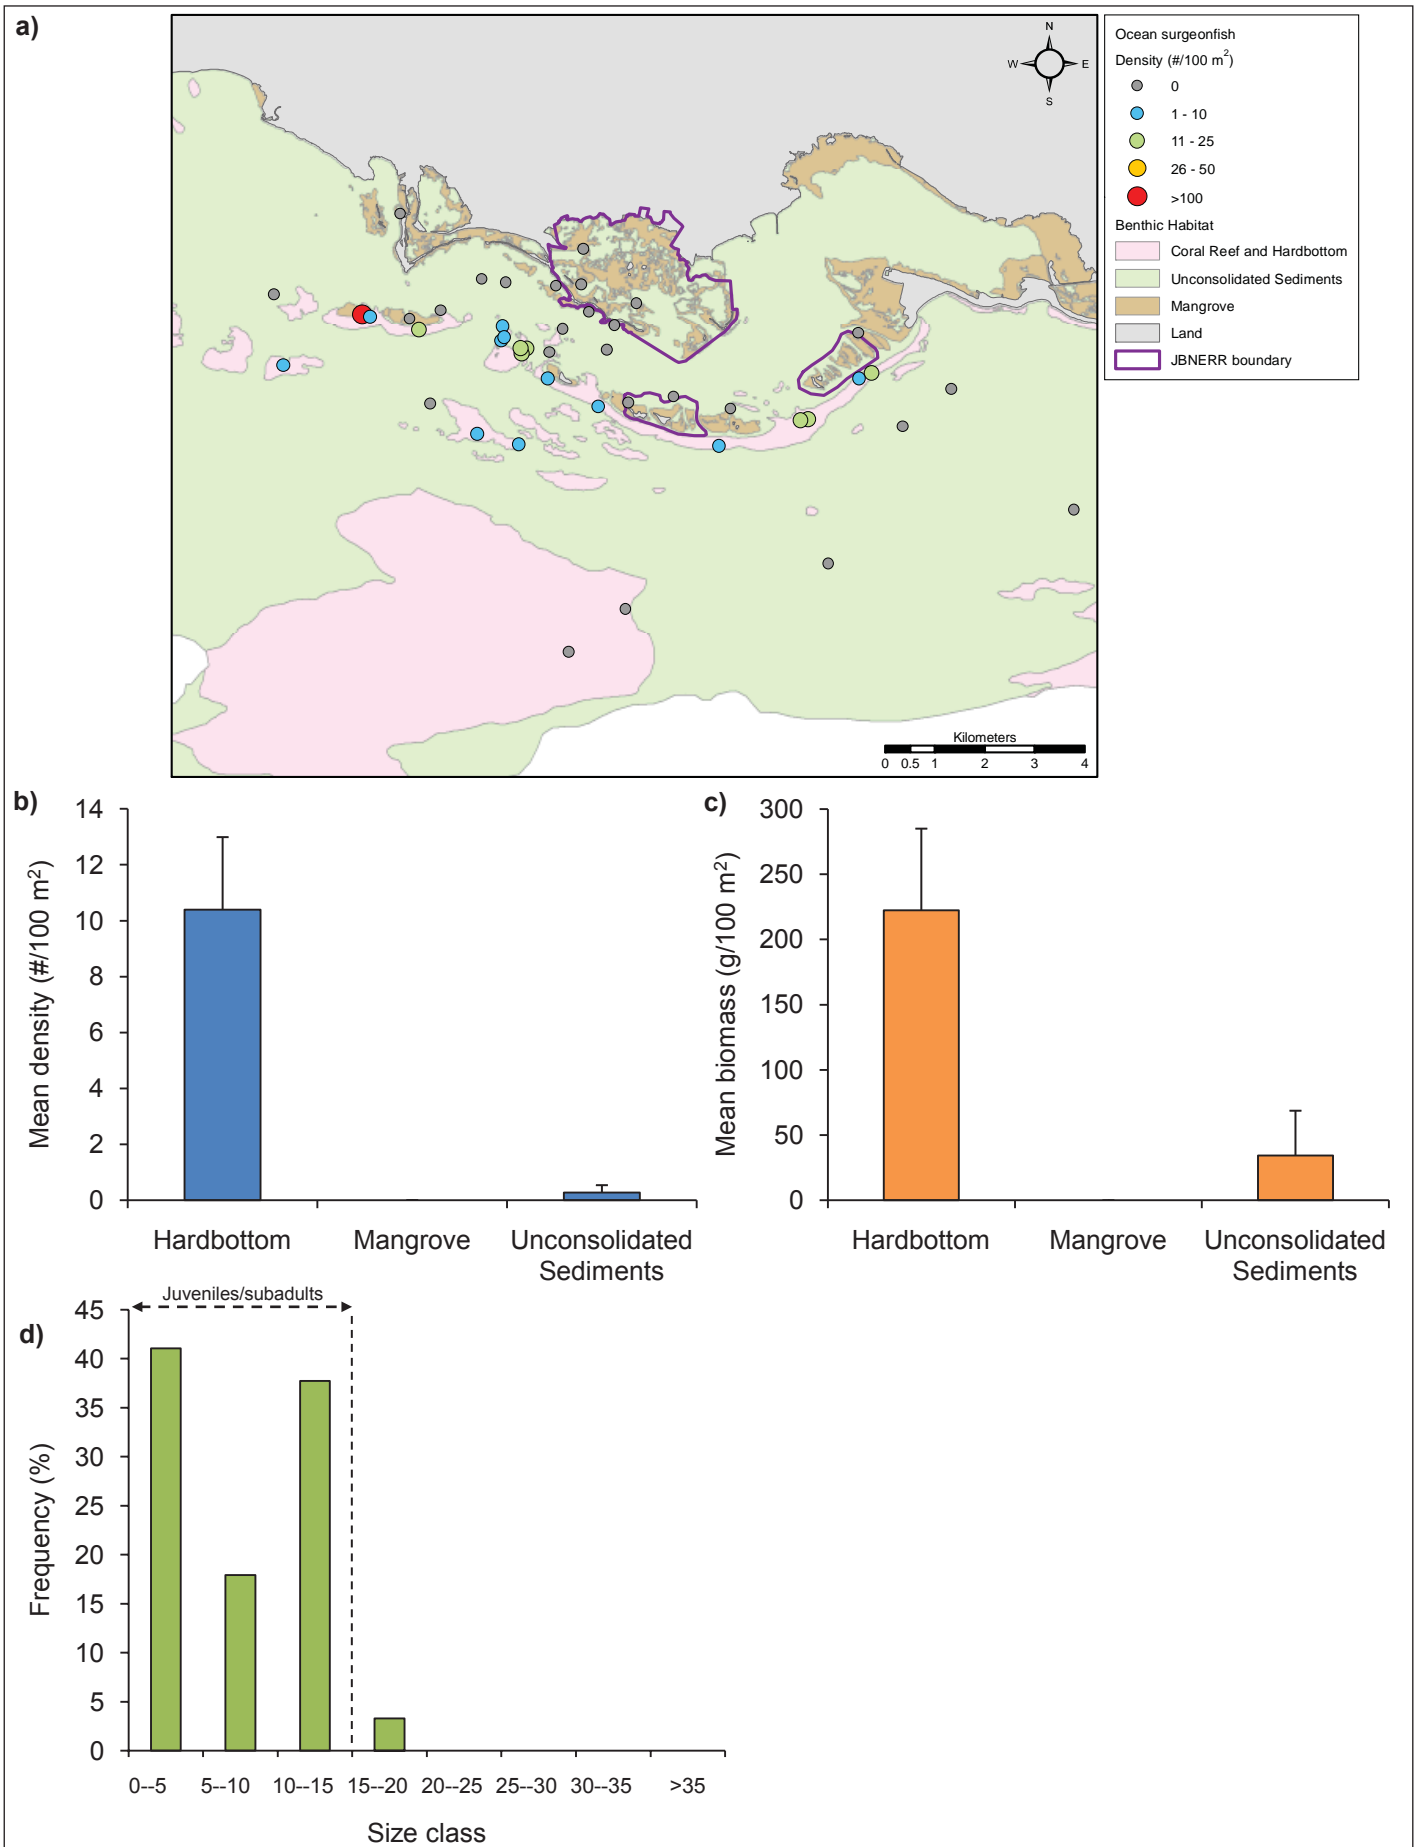 a)
N
W E
S
Ocean surgeonfish
Density (#/100 m²)
0
1 - 10
11 - 25
26 - 50
>100
Benthic Habitat
Coral Reef and Hardbottom
Unconsolidated Sediments
Mangrove
Land
JBNERR boundary
Kilometers
0 0.5 1 2 3 4
b)
Mean density (#/100 m²)
14
12
10
8
6
4
2
0
Hardbottom Mangrove Unconsolidated
Sediments
c)
Mean biomass (g/100 m²)
300
250
200
150
100
50
0
Hardbottom Mangrove Unconsolidated
Sediments
d)
Juveniles/subadults
Frequency (%)
45
40
35
30
25
20
15
10
5
0
0--5 5--10 10--15 15--20 20--25 25--30 30--35 >35
Size class